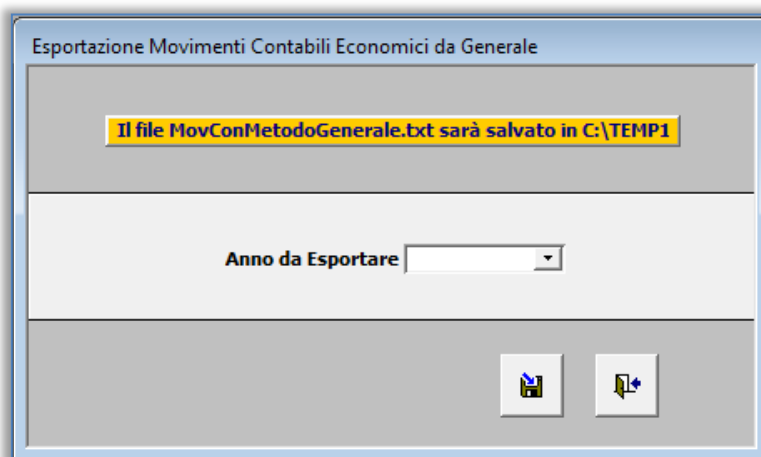 Esportazione Movimenti Contabili Economici da Generale
Il file MovConMetodoGenerale.txt sarà salvato in C:\TEMP1
Anno da Esportare